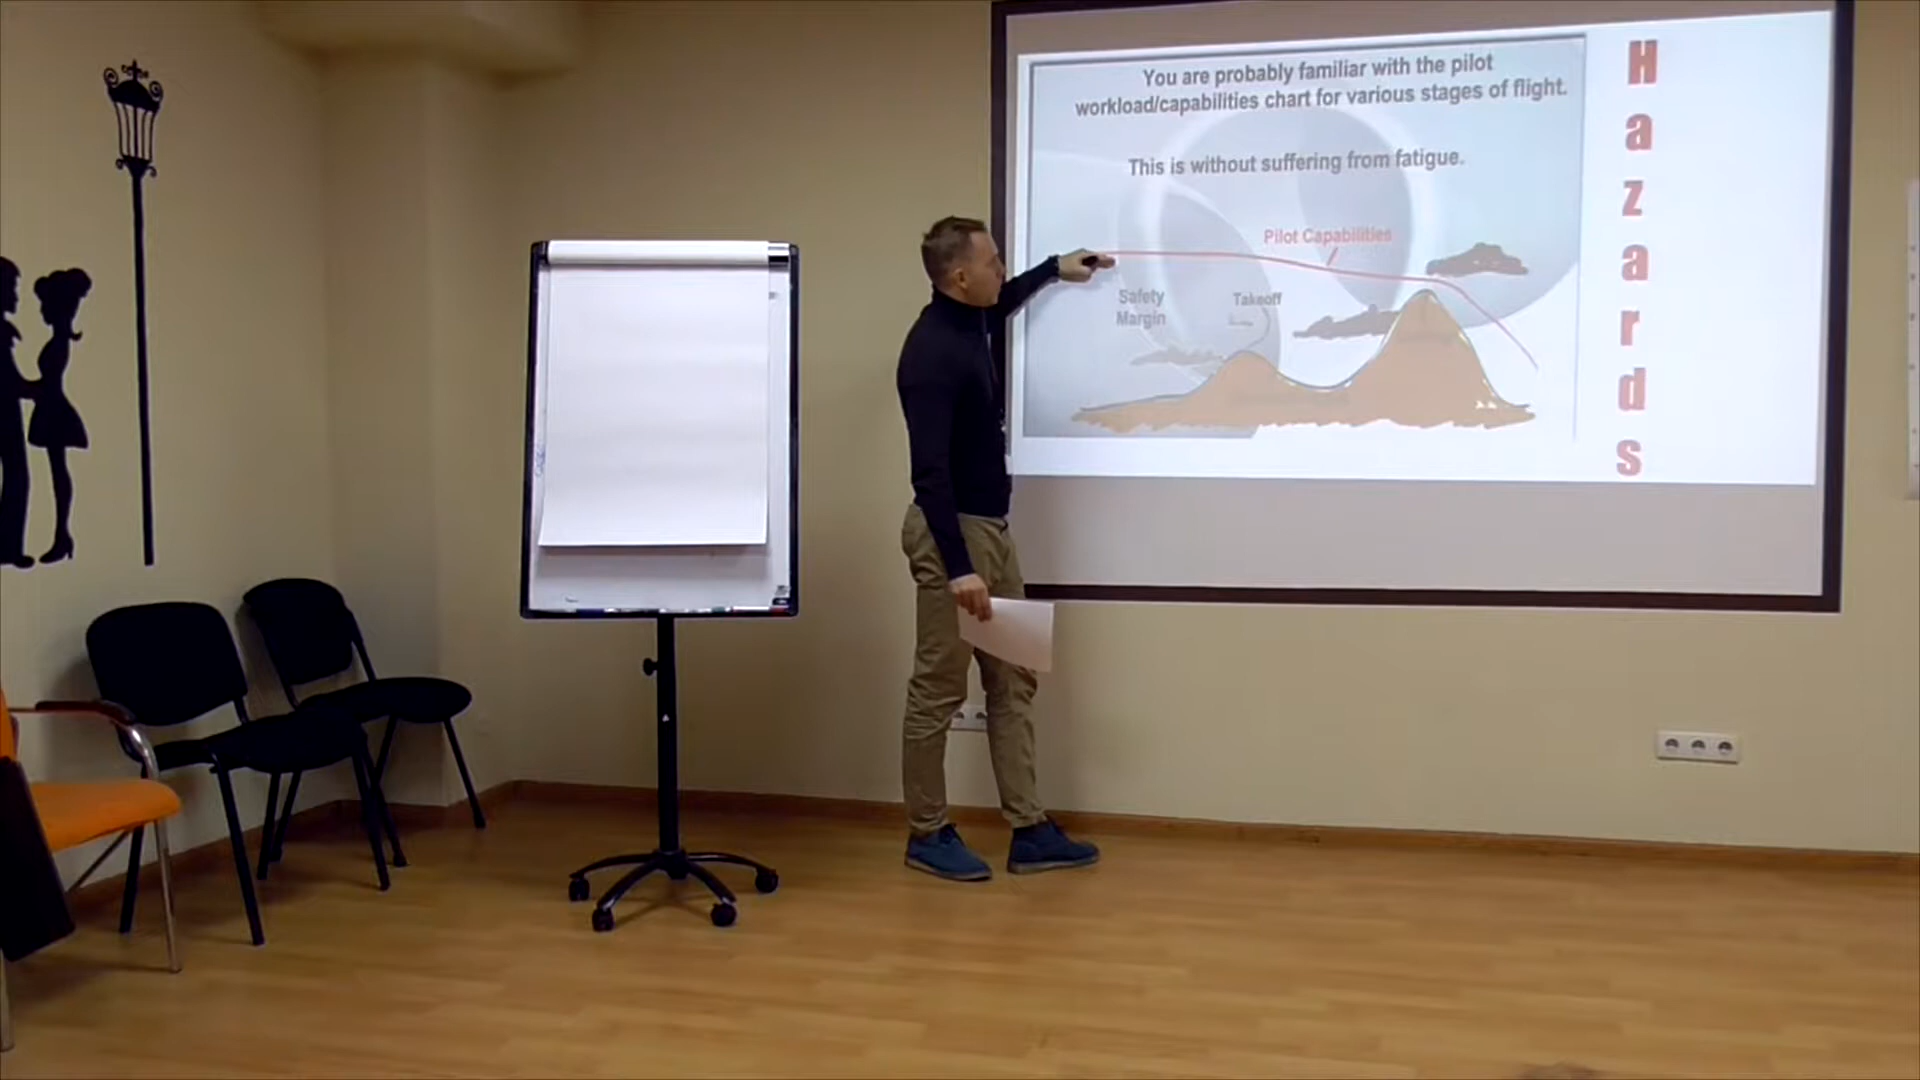 You are probably familiar with the pilot
workload/capabilities chart for various stages of flight.
This is without suffering from fatigue.
Pilot Capabilities
Safety
Margin
Takeoff
H
a
z
a
r
d
s